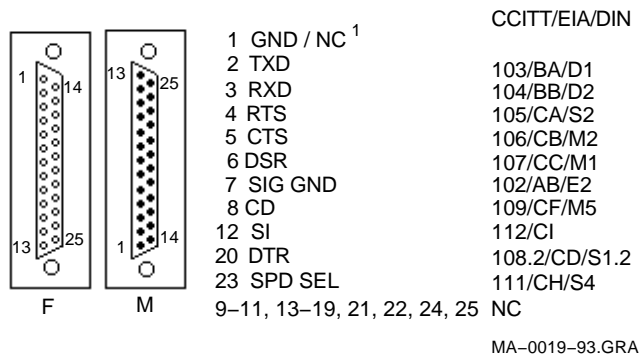 CCITT/EIA/DIN
1 GND / NC 1
2 TXD 103/BA/D1
3 RXD 104/BB/D2
4 RTS 105/CA/S2
5 CTS 106/CB/M2
6 DSR 107/CC/M1
7 SIG GND 102/AB/E2
8 CD 109/CF/M5
12 SI 112/CI
20 DTR 108.2/CD/S1.2
23 SPD SEL 111/CH/S4
9–11, 13–19, 21, 22, 24, 25 NC
1 14
13 25
F
13 25
1 14
M
MA–0019–93.GRA